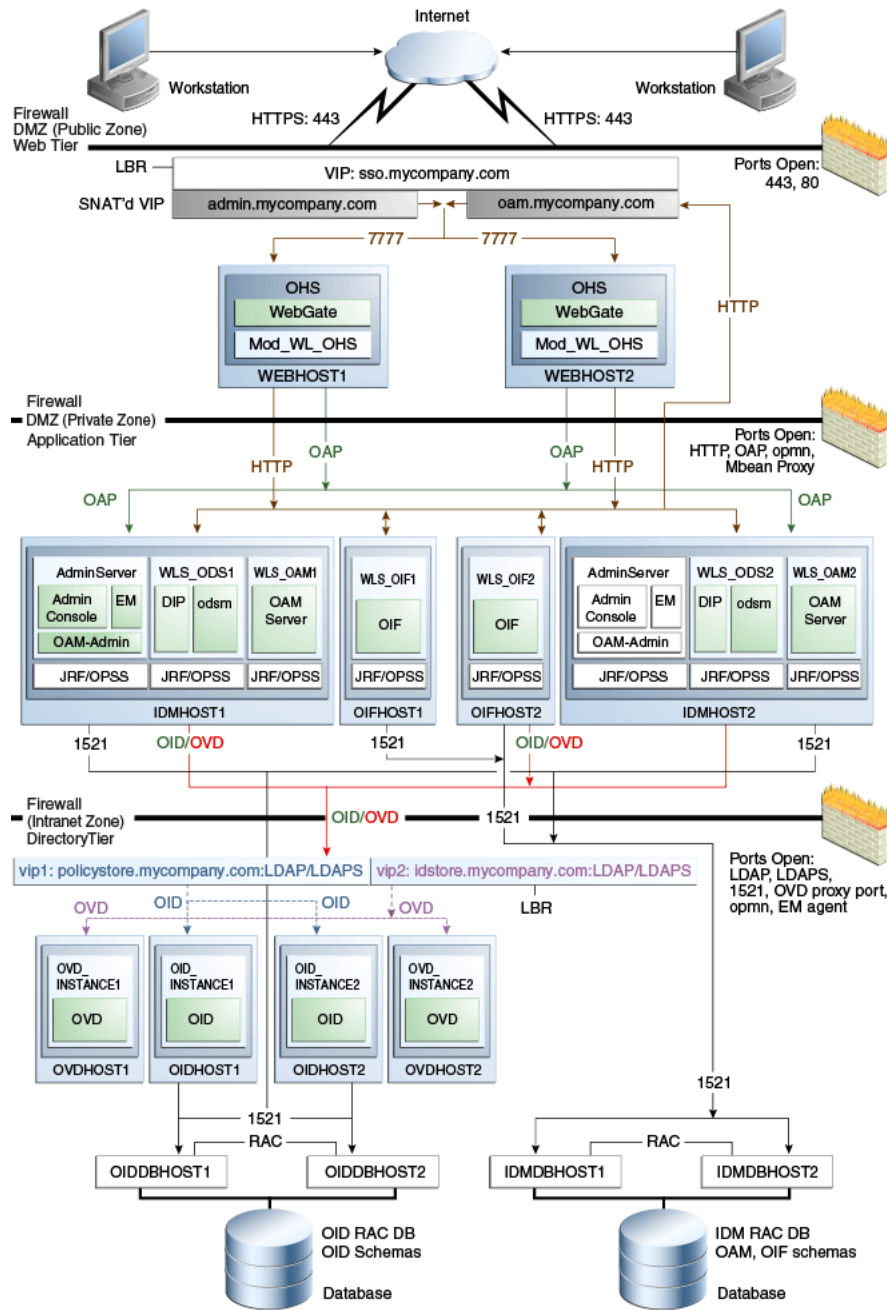 Internet
Workstation
Workstation
Firewall
DMZ (Public Zone)
Web Tier
HTTPS: 443
HTTPS: 443
Ports Open:
443, 80
LBR
VIP: sso.mycompany.com
SNAT'd VIP
admin.mycompany.com
oam.mycompany.com
7777
7777
HTTP
OHS
WebGate
Mod_WL_OHS
WEBHOST1
OHS
WebGate
Mod_WL_OHS
WEBHOST2
Firewall
DMZ (Private Zone)
Application Tier
Ports Open:
HTTP, OAP, opmn,
Mbean Proxy
OAP
OAP
HTTP
HTTP
OAP
OAP
AdminServer
Admin
Console
EM
OAM-Admin
JRF/OPSS
WLS_ODS1
DIP
odsm
JRF/OPSS
WLS_OAM1
OAM
Server
JRF/OPSS
IDMHOST1
WLS_OIF1
OIF
JRF/OPSS
OIFHOST1
WLS_OIF2
OIF
JRF/OPSS
OIFHOST2
AdminServer
Admin
Console
EM
OAM-Admin
JRF/OPSS
WLS_ODS2
DIP
odsm
JRF/OPSS
WLS_OAM2
OAM
Server
JRF/OPSS
IDMHOST2
1521
OID/OVD
1521
OID/OVD
1521
Firewall
(Intranet Zone)
DirectoryTier
OID/OVD
1521
Ports Open:
LDAP, LDAPS,
1521, OVD proxy port,
opmn, EM agent
vip1: policystore.mycompany.com:LDAP/LDAPS
vip2: idstore.mycompany.com:LDAP/LDAPS
LBR
OVD
OID
OID
OVD
OVD_
INSTANCE1
OVD
OVDHOST1
OID_
INSTANCE1
OID
OIDHOST1
OID_
INSTANCE2
OID
OIDHOST2
OVD_
INSTANCE2
OVD
OVDHOST2
1521
1521
RAC
RAC
OIDDBHOST1
OIDDBHOST2
IDMDBHOST1
IDMDBHOST2
OID RAC DB
OID Schemas
Database
IDM RAC DB
OAM, OIF schemas
Database